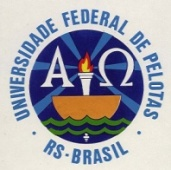 UNIVERSIDADE FEDERAL DE PELOTAS
Α Ω
RS-BRASIL